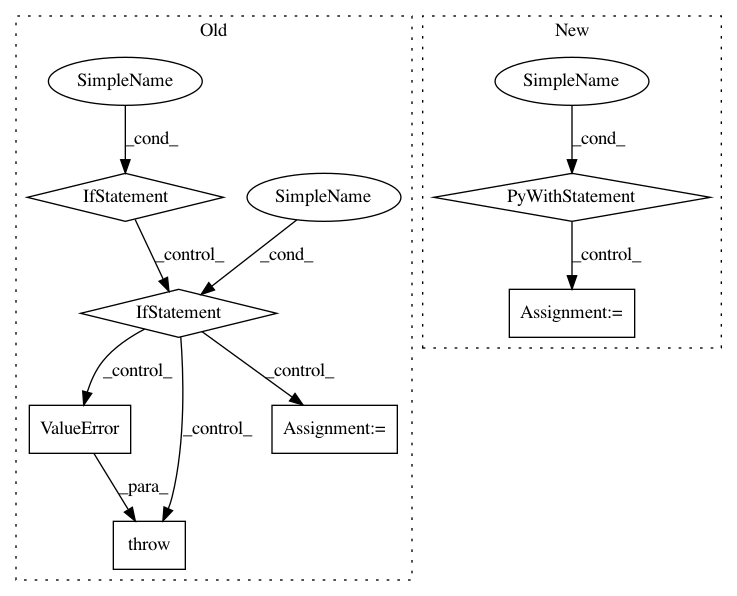 Old
New
SimpleName
SimpleName
_cond_
_cond_
IfStatement
SimpleName
PyWithStatement
_control_
_cond_
_control_
IfStatement
Assignment:=
_control_
_control_
_control_
ValueError
Assignment:=
_para_
throw